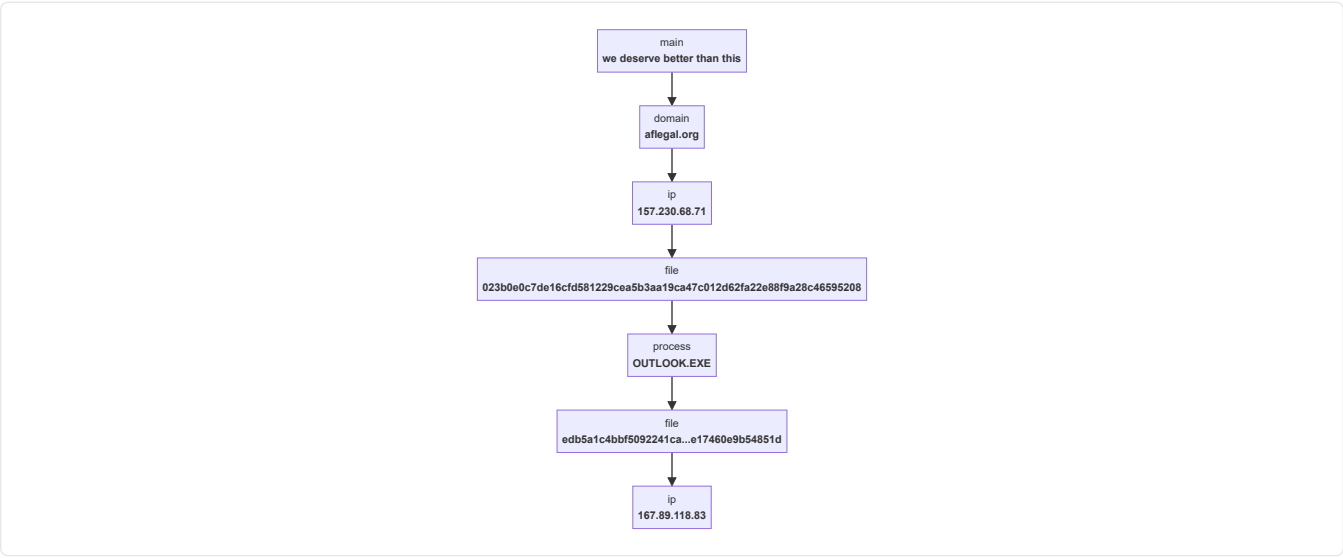 main
we deserve better than this
domain
aflegal.org
ip
157.230.68.71
file
023b0e0c7de16cfd581229cea5b3aa19ca47c012d62fa22e88f9a28c46595208
process
OUTLOOK.EXE
file
edb5a1c4bbf5092241ca...e17460e9b54851d
ip
167.89.118.83